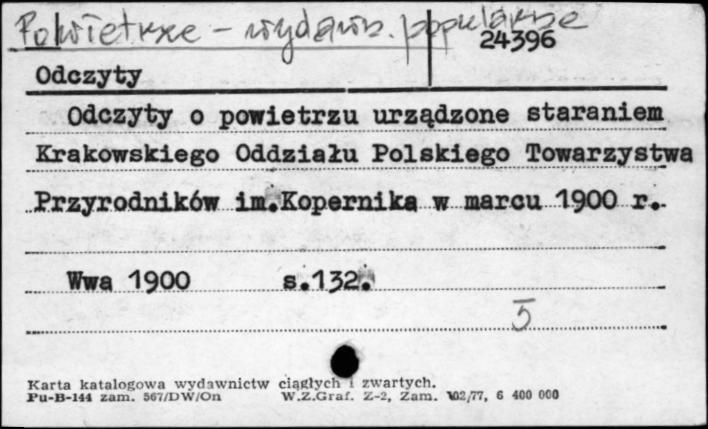 Powietrze - wydawn. popularne
24396
Odczyty
Odczyty o powietrzu urządzone staraniem
Krakowskiego Oddziału Polskiego Towarzystwa
Przyrodników im.Kopernika w marcu 1900 r.
Wwa 1900 s.132.
5
Karta katalogowa wydawnictw ciągłych i zwartych.
Pu-B-144 zam. 567/DW/On W.Z.Graf. Z-2, Zam. 102/77, 6 400 000